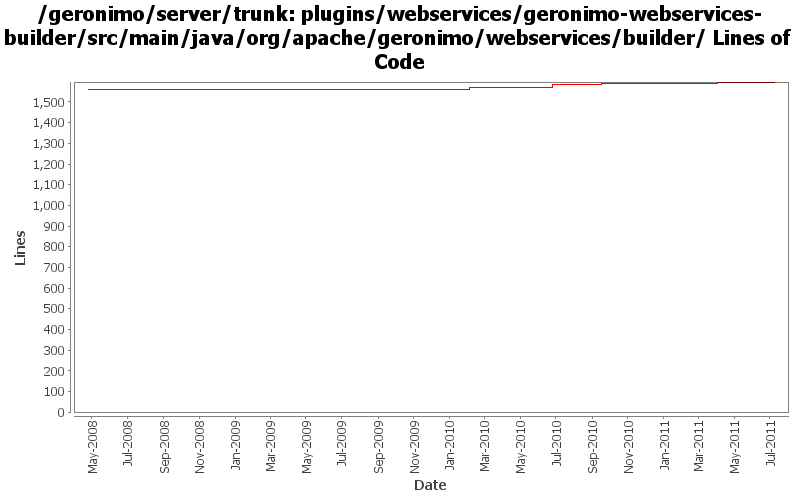 /geronimo/server/trunk: plugins/webservices/geronimo-webservices-
builder/src/main/java/org/apache/geronimo/webservices/builder/ Lines of
Code
1,500
1,400
1,300
1,200
1,100
1,000
900
800
700
600
500
400
300
200
100
0
Lines
May-2008
Jul-2008
Sep-2008
Nov-2008
Jan-2009
Mar-2009
May-2009
Jul-2009
Sep-2009
Nov-2009
Jan-2010
Mar-2010
May-2010
Jul-2010
Sep-2010
Nov-2010
Jan-2011
Mar-2011
May-2011
Jul-2011
Date